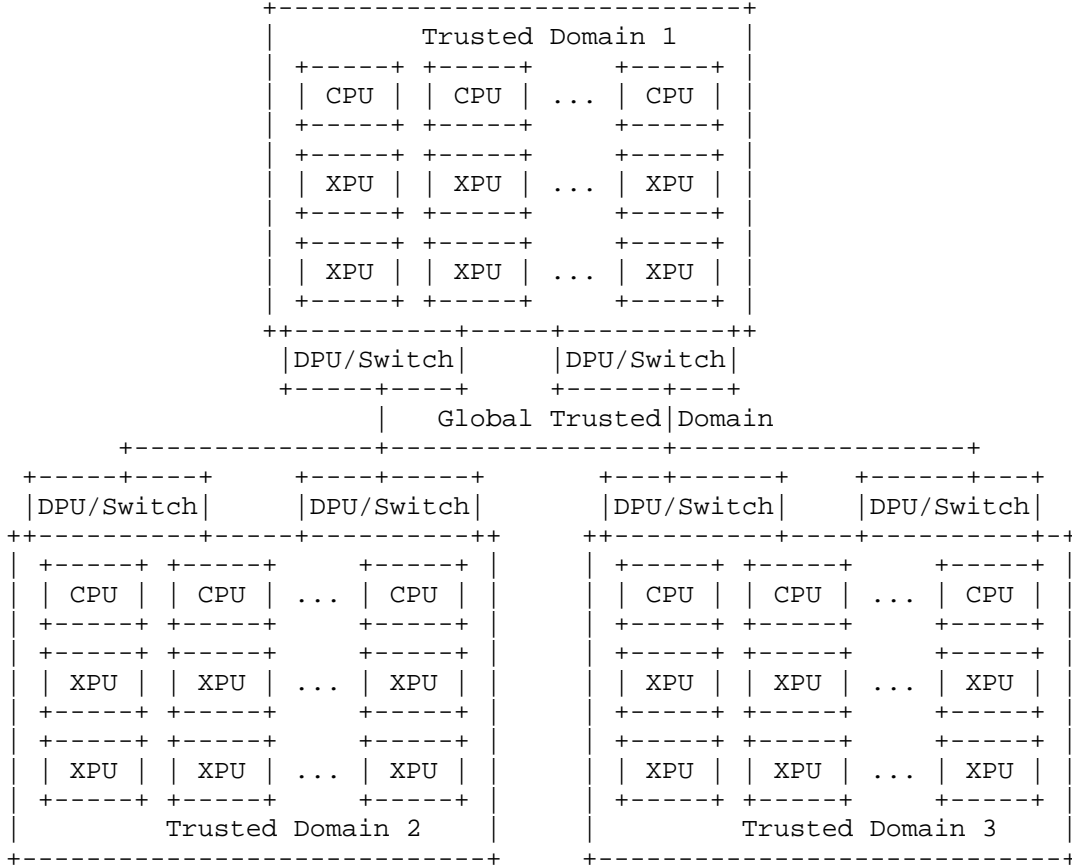 Trusted Domain 1
CPU CPU ... CPU
XPU XPU ... XPU
XPU XPU ... XPU
DPU/Switch DPU/Switch
Global Trusted Domain
DPU/Switch DPU/Switch DPU/Switch DPU/Switch
CPU CPU ... CPU CPU CPU ... CPU
XPU XPU ... XPU XPU XPU ... XPU
XPU XPU ... XPU XPU XPU ... XPU
Trusted Domain 2 Trusted Domain 3